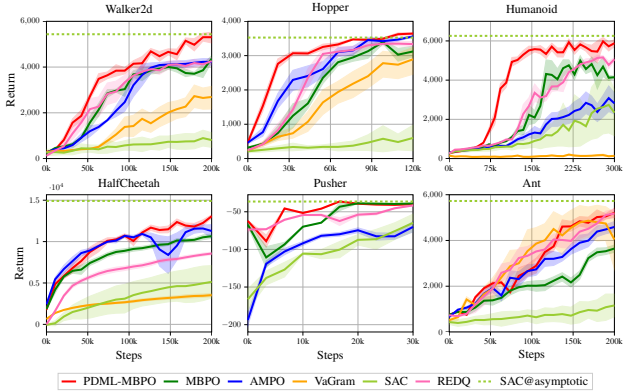 Walker2d Hopper Humanoid
Return
6,000
4,000
2,000
0
0k 50k 100k 150k 200k
4,000
3,000
2,000
1,000
0
0k 30k 60k 90k 120k
6,000
4,000
2,000
0
0k 75k 150k 225k 300k
HalfCheetah Pusher Ant
Return
·10⁴
1.5
1
0.5
0
0k 50k 100k 150k 200k
Steps
−50
−100
−150
−200
0k 10k 20k 30k
Steps
6,000
4,000
2,000
0
0k 50k 100k 150k 200k
Steps
PDML-MBPO MBPO AMPO VaGram SAC REDQ SAC@asymptotic